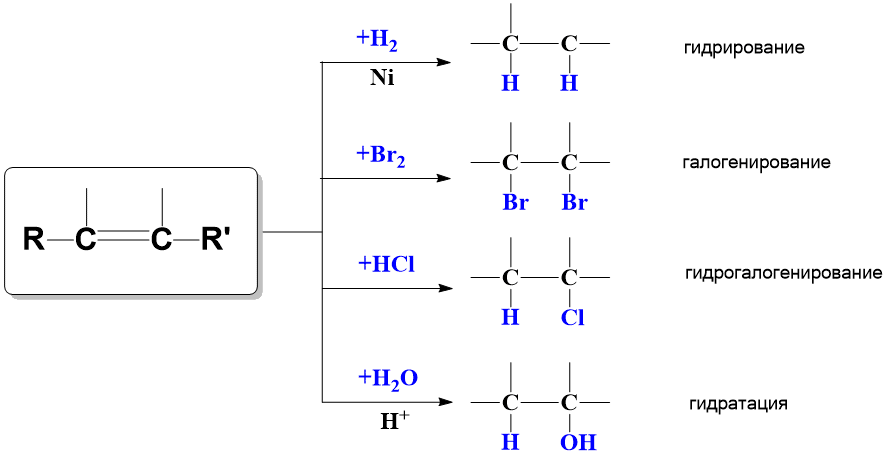 R C C R'
+H₂
Ni
C C
H H
гидрирование
+Br₂
C C
Br Br
галогенирование
+HCl
C C
H Cl
гидрогалогенирование
+H₂O
H⁺
C C
H OH
гидратация